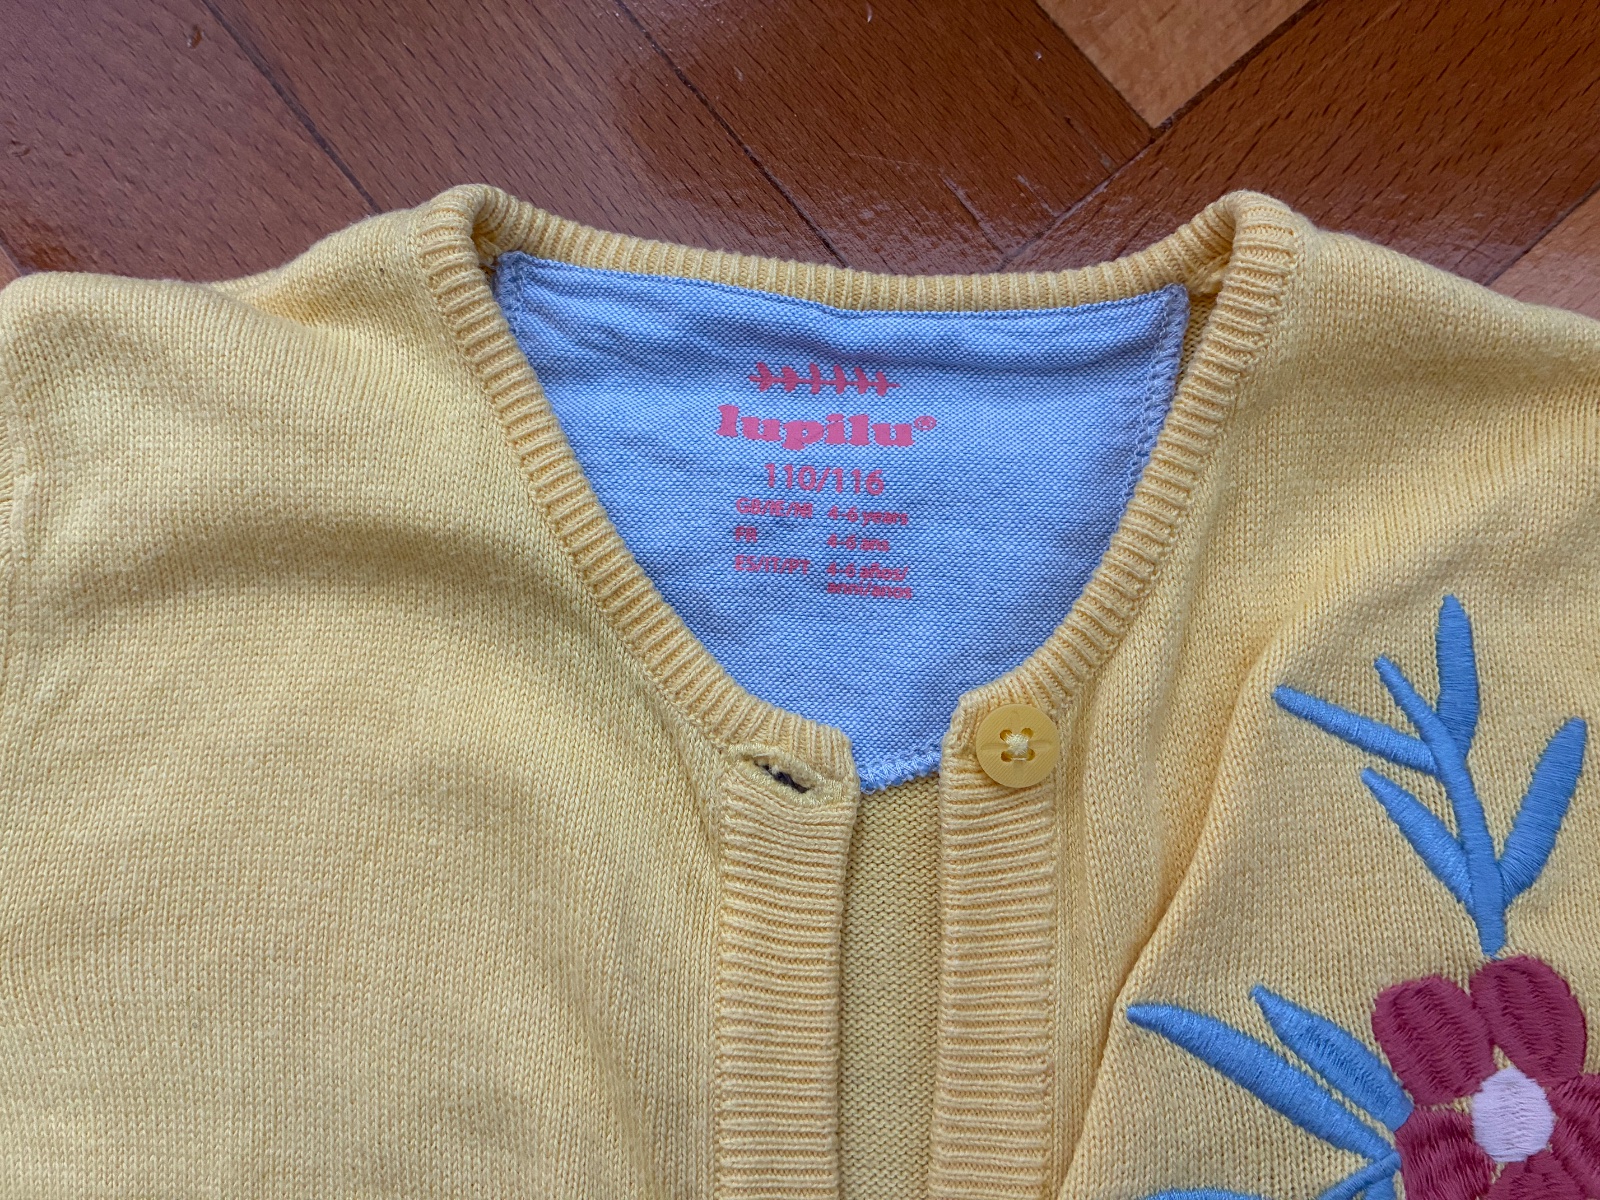 lupilu®
110/116
GB/IE/NI 4-6 years
FR 4-6 ans
ES/IT/PT 4-6 años/
anni/anos